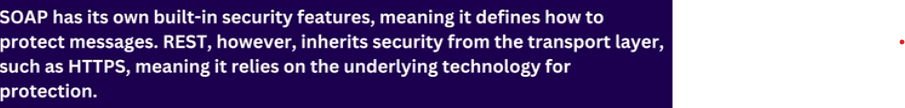 SOAP has its own built-in security features, meaning it defines how to
protect messages. REST, however, inherits security from the transport layer,
such as HTTPS, meaning it relies on the underlying technology for
protection.